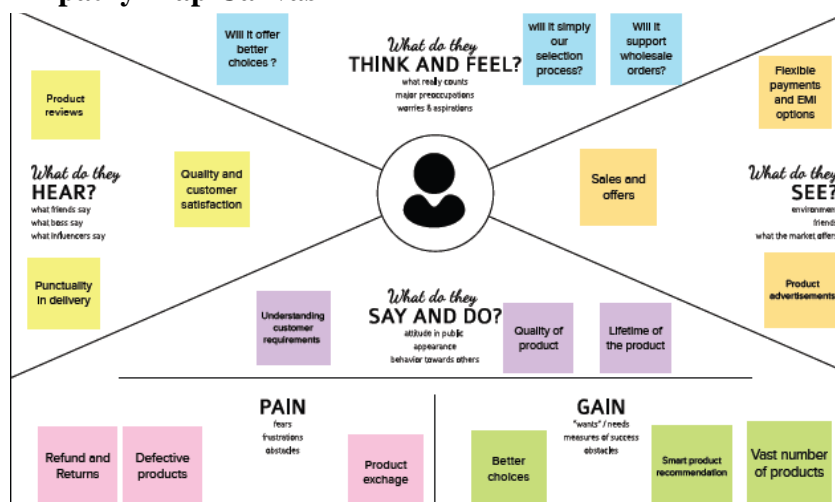 Will it offer
better
choices ?
What do they
THINK AND FEEL?
what really counts
major preoccupations
worries & aspirations
will it simply
our
selection
process?
Will it
support
wholesale
orders?
Flexible
payments
and EMI
options
Product
reviews
What do they
HEAR?
what friends say
what boss say
what influencers say
Quality and
customer
satisfaction
Sales and
offers
What do they
SEE?
environment
friends
what the market offers
Punctuality
in delivery
Product
advertisements
What do they
SAY AND DO?
attitude in public
appearance
behavior towards others
Understanding
customer
requirements
Quality of
product
Lifetime of
the product
PAIN
fears
frustrations
obstacles
GAIN
"wants" / needs
measures of success
obstacles
Refund and
Returns
Defective
products
Product
exchage
Better
choices
Smart product
recommendation
Vast number
of products